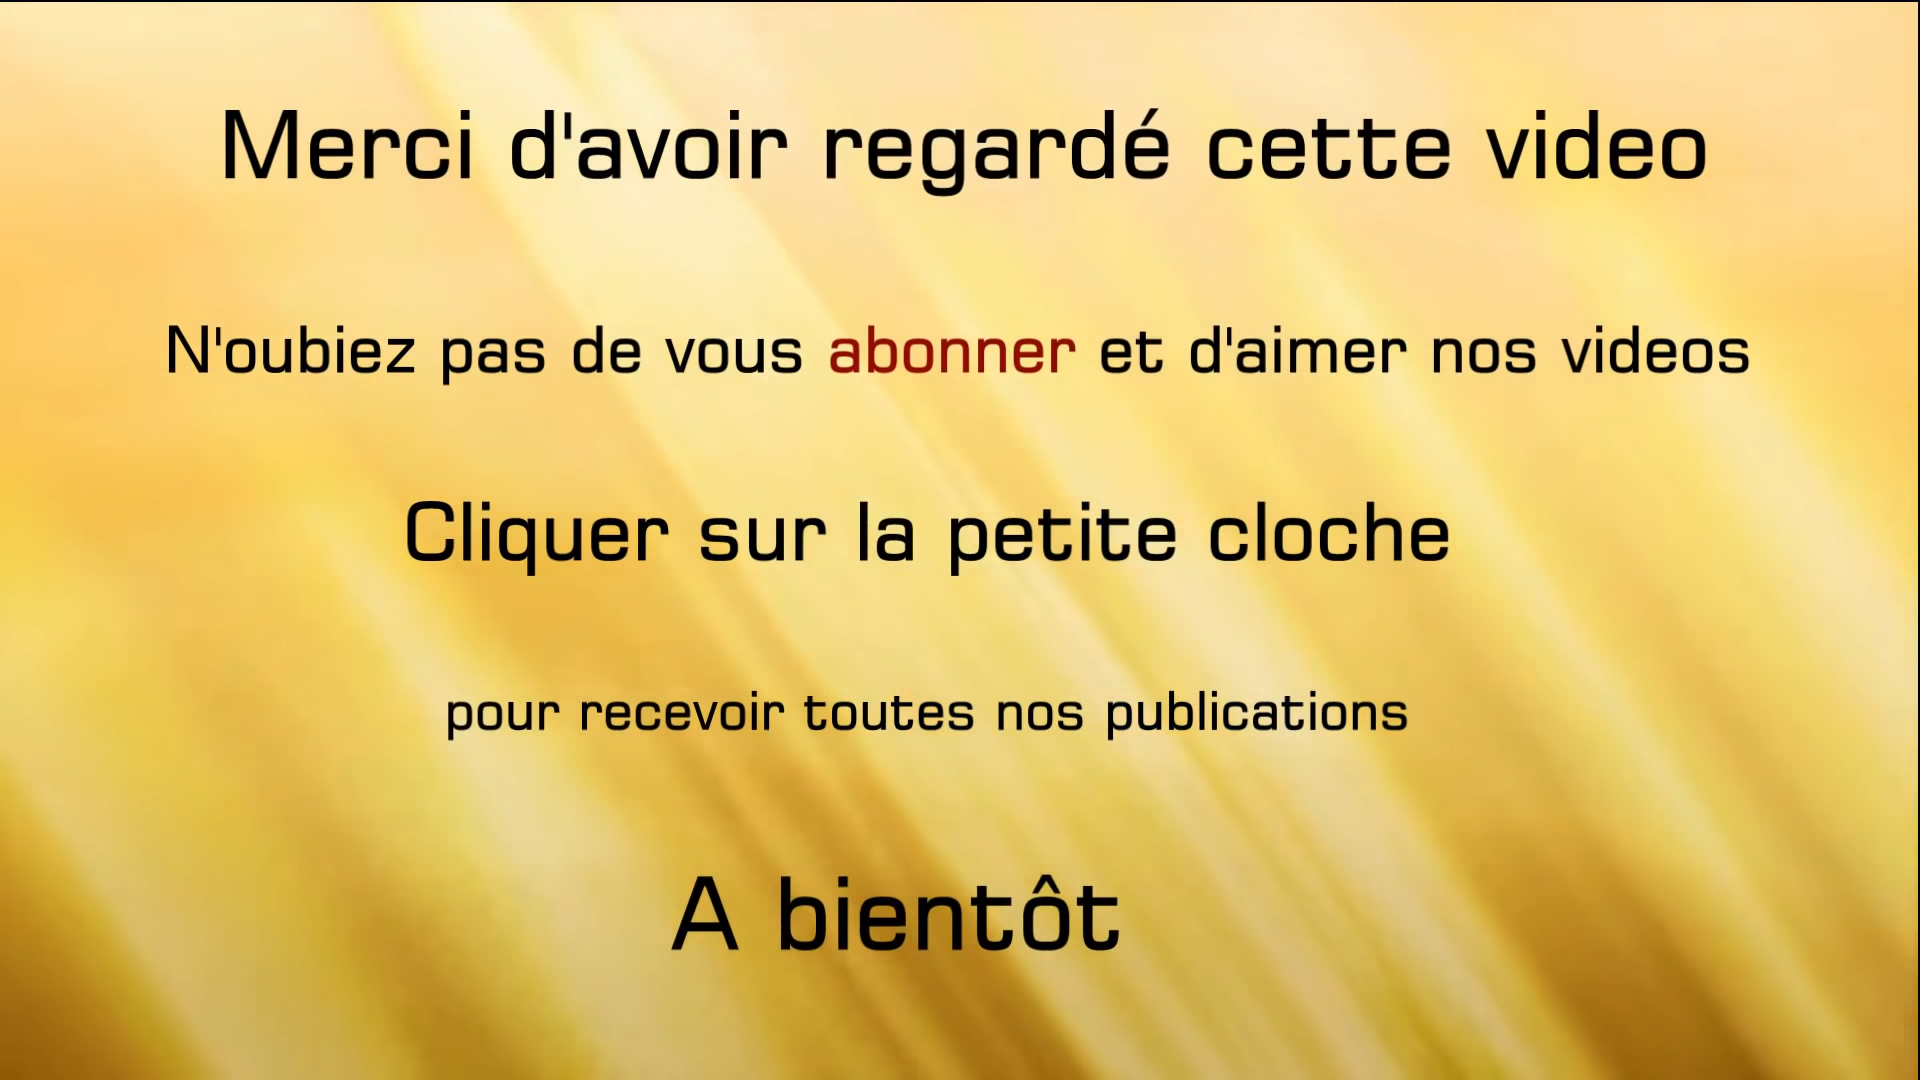 Merci d'avoir regardé cette video
N'oubiez pas de vous abonner et d'aimer nos videos
Cliquer sur la petite cloche
pour recevoir toutes nos publications
A bientôt